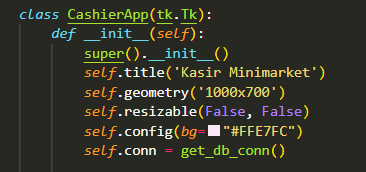 class CashierApp(tk.Tk):
    def __init__(self):
        super().__init__()
        self.title('Kasir Minimarket')
        self.geometry('1000x700')
        self.resizable(False, False)
        self.config(bg="#FFE7FC")
        self.conn = get_db_conn()